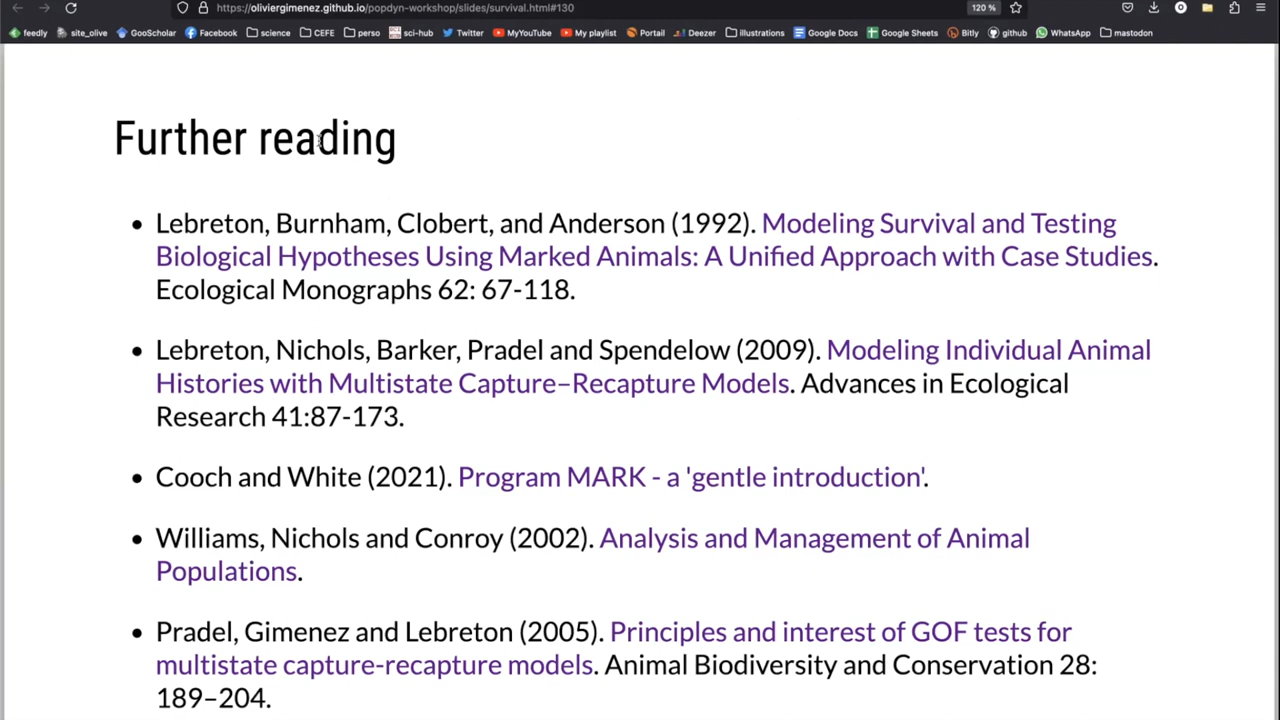 https://oliviergimenez.github.io/popdyn-workshop/slides/survival.html#130 120 %
feedly site_olive GooScholar Facebook science CEFE perso sci-hub Twitter MyYouTube My playlist Portail Deezer illustrations Google Docs Google Sheets Bitly github WhatsApp mastodon
Further reading
• Lebreton, Burnham, Clobert, and Anderson (1992). Modeling Survival and Testing
Biological Hypotheses Using Marked Animals: A Unified Approach with Case Studies.
Ecological Monographs 62: 67-118.
• Lebreton, Nichols, Barker, Pradel and Spendelow (2009). Modeling Individual Animal
Histories with Multistate Capture–Recapture Models. Advances in Ecological
Research 41:87-173.
• Cooch and White (2021). Program MARK - a 'gentle introduction'.
• Williams, Nichols and Conroy (2002). Analysis and Management of Animal
Populations.
• Pradel, Gimenez and Lebreton (2005). Principles and interest of GOF tests for
multistate capture-recapture models. Animal Biodiversity and Conservation 28:
189–204.